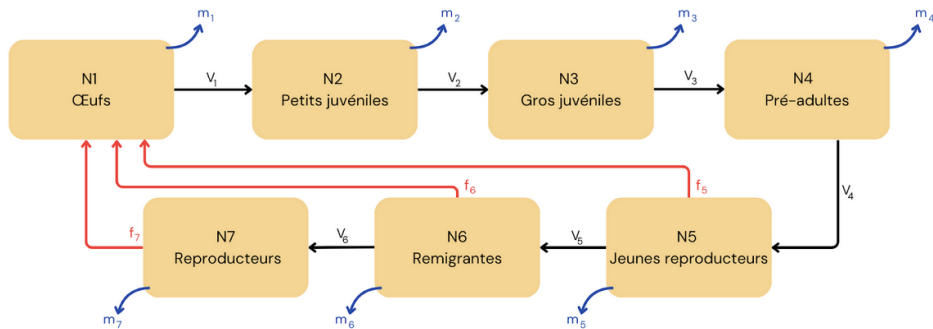 m₁
m₂
m₃
m₄
N1
Œufs
V₁
N2
Petits juvéniles
V₂
N3
Gros juvéniles
V₃
N4
Pré-adultes
V₄
f₅
f₆
f₇
N7
Reproducteurs
V₆
N6
Remigrantes
V₅
N5
Jeunes reproducteurs
m₇
m₆
m₅